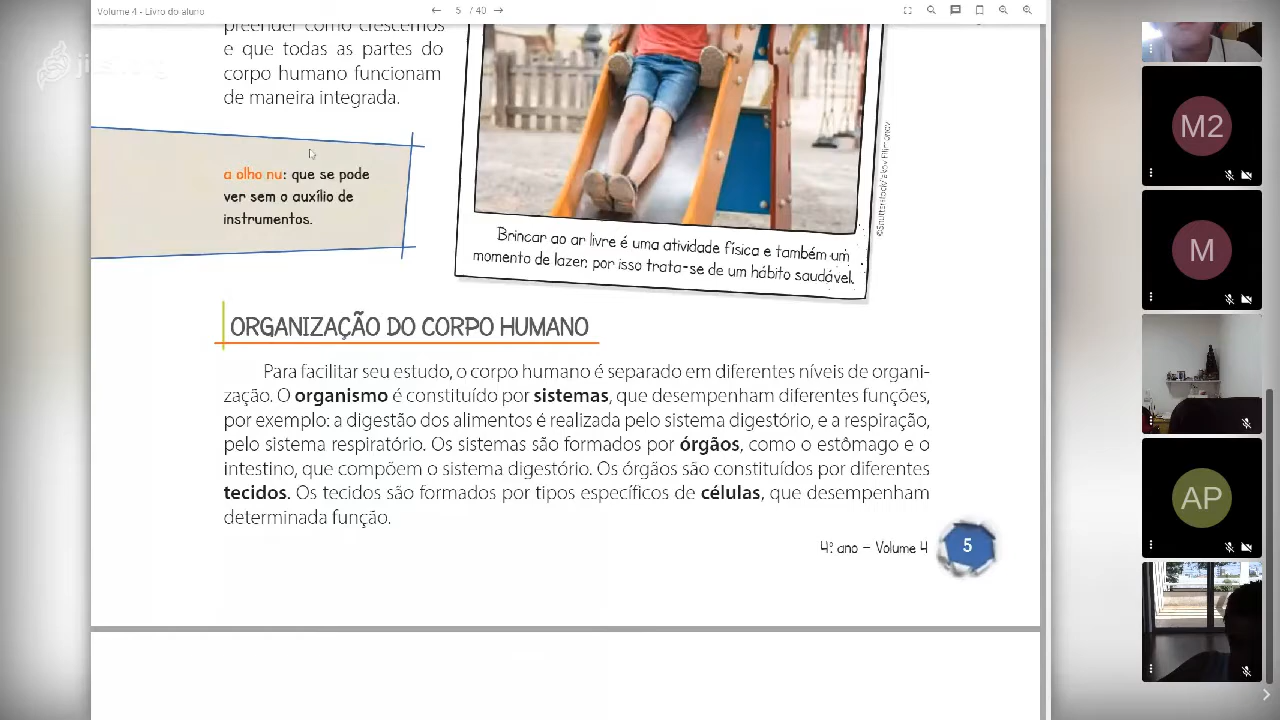 Volume 4 - Livro do aluno
5 / 40
preender como crescemos
e que todas as partes do
corpo humano funcionam
de maneira integrada.
a olho nu: que se pode
ver sem o auxílio de
instrumentos.
Brincar ao ar livre é uma atividade física e também um
momento de lazer, por isso trata-se de um hábito saudável.
ORGANIZAÇÃO DO CORPO HUMANO
Para facilitar seu estudo, o corpo humano é separado em diferentes níveis de organi-
zação. O organismo é constituído por sistemas, que desempenham diferentes funções,
por exemplo: a digestão dos alimentos é realizada pelo sistema digestório, e a respiração,
pelo sistema respiratório. Os sistemas são formados por órgãos, como o estômago e o
intestino, que compõem o sistema digestório. Os órgãos são constituídos por diferentes
tecidos. Os tecidos são formados por tipos específicos de células, que desempenham
determinada função.
4º. ano – Volume 4
5
M2
M
AP